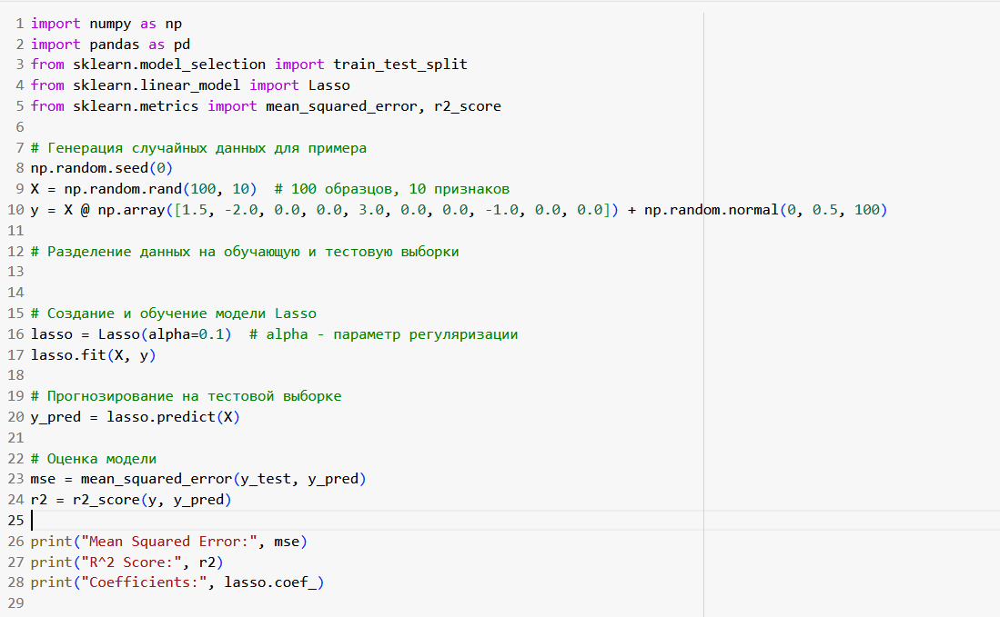 1 import numpy as np
2 import pandas as pd
3 from sklearn.model_selection import train_test_split
4 from sklearn.linear_model import Lasso
5 from sklearn.metrics import mean_squared_error, r2_score
6
7 # Генерация случайных данных для примера
8 np.random.seed(0)
9 X = np.random.rand(100, 10)  # 100 образцов, 10 признаков
10 y = X @ np.array([1.5, -2.0, 0.0, 0.0, 3.0, 0.0, 0.0, -1.0, 0.0, 0.0]) + np.random.normal(0, 0.5, 100)
11
12 # Разделение данных на обучающую и тестовую выборки
13
14
15 # Создание и обучение модели Lasso
16 lasso = Lasso(alpha=0.1)  # alpha - параметр регуляризации
17 lasso.fit(X, y)
18
19 # Прогнозирование на тестовой выборке
20 y_pred = lasso.predict(X)
21
22 # Оценка модели
23 mse = mean_squared_error(y_test, y_pred)
24 r2 = r2_score(y, y_pred)
25
26 print("Mean Squared Error:", mse)
27 print("R^2 Score:", r2)
28 print("Coefficients:", lasso.coef_)
29